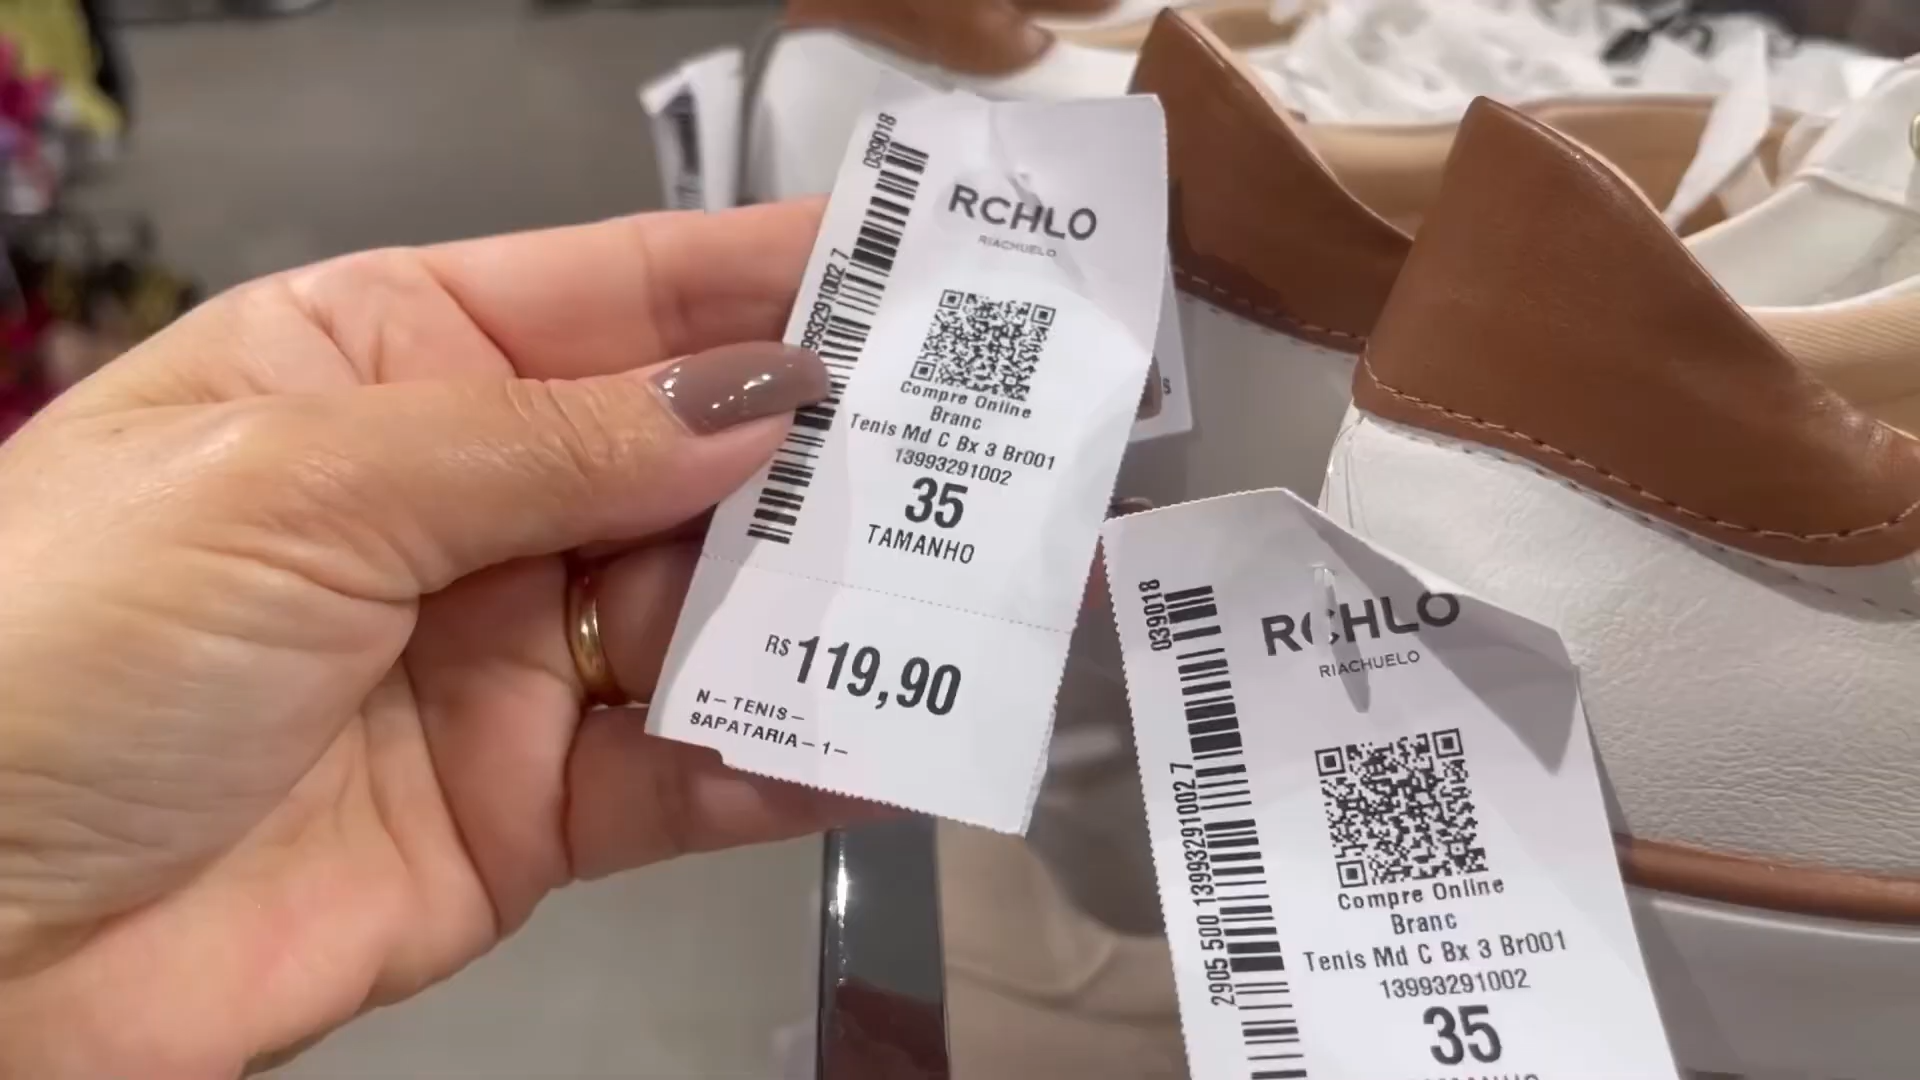 039018
993291002 7
RCHLO
RIACHUELO
Compre Online
Branc
Tenis Md C Bx 3 Br001
13993291002
35
TAMANHO
R$ 119,90
N-TENIS-
SAPATARIA-1-
039018
2905 500 13993291002 7
RCHLO
RIACHUELO
Compre Online
Branc
Tenis Md C Bx 3 Br001
13993291002
35